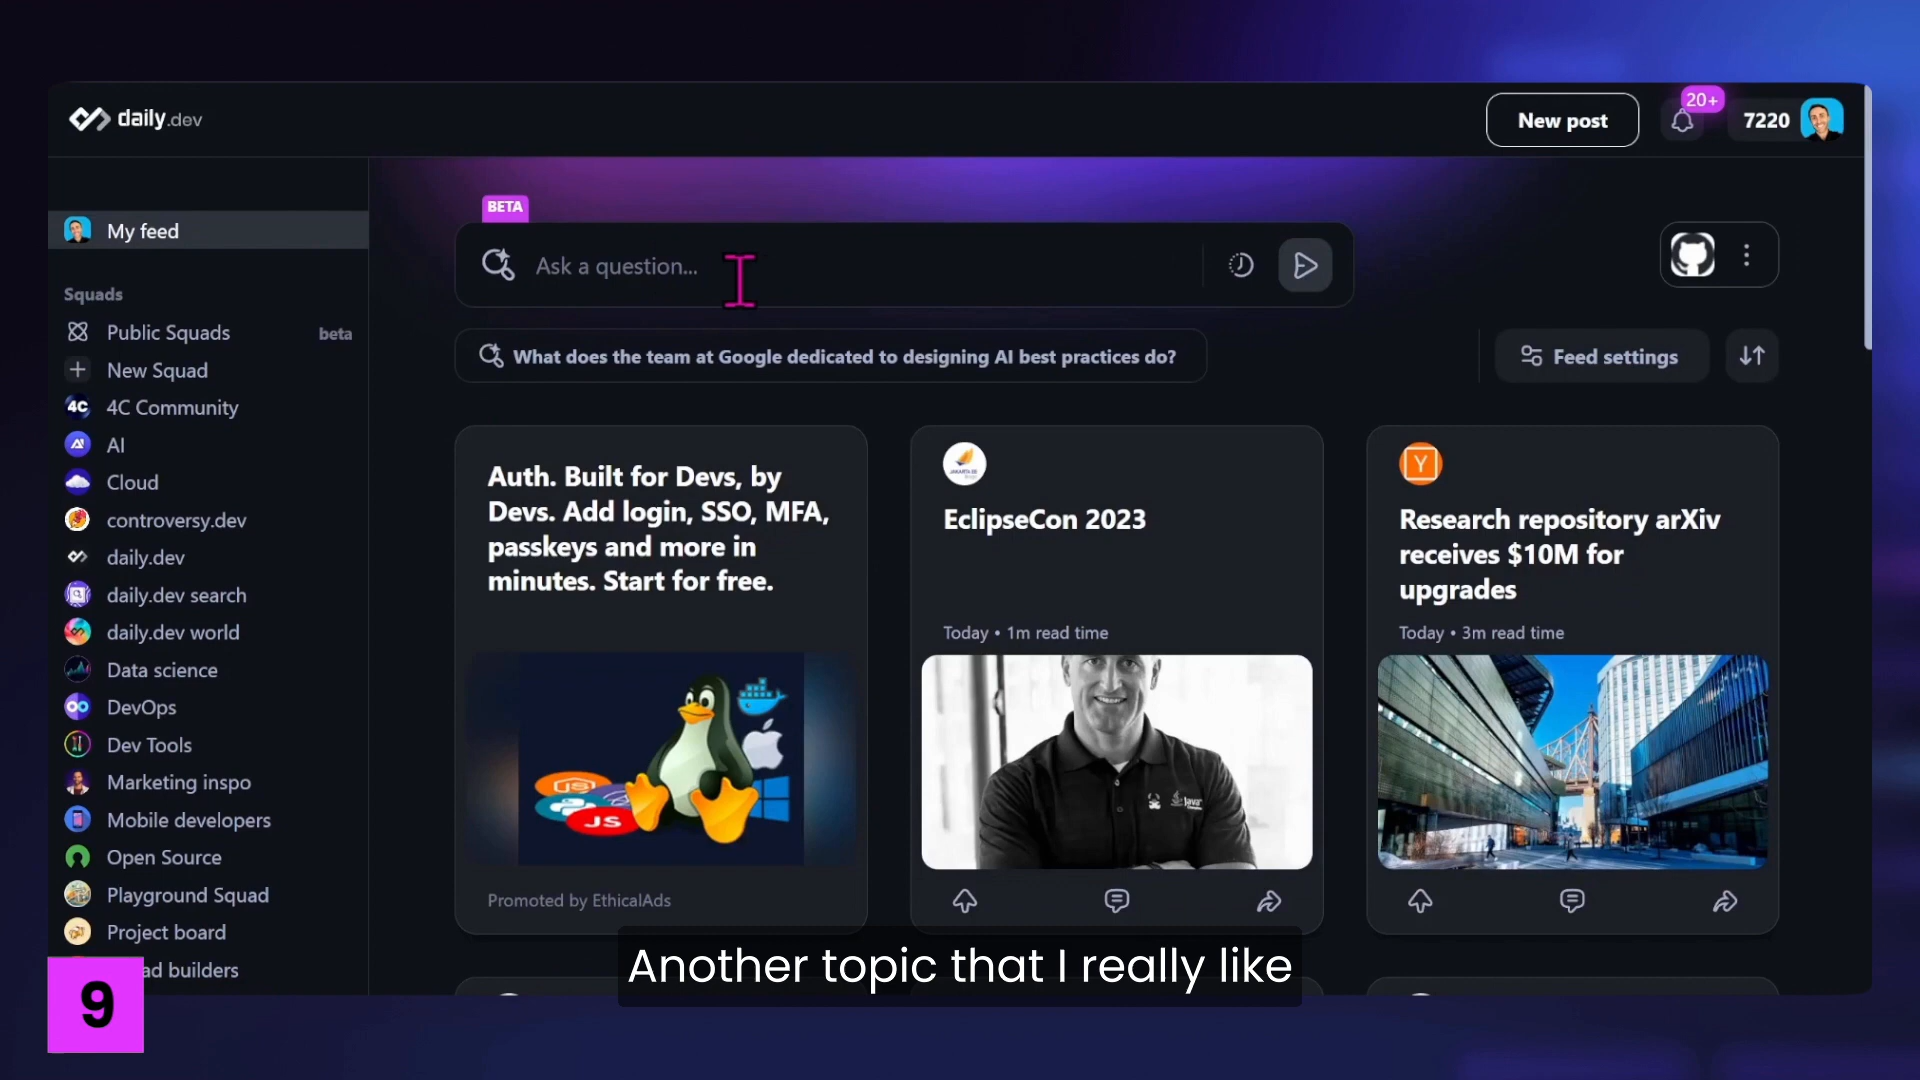 daily.dev
New post
20+
7220
BETA
My feed
Ask a question...
Squads
Public Squads beta
What does the team at Google dedicated to designing AI best practices do?
Feed settings
New Squad
4C Community
AI
Cloud
controversy.dev
daily.dev
daily.dev search
daily.dev world
Data science
DevOps
Dev Tools
Marketing inspo
Mobile developers
Open Source
Playground Squad
Project board
ad builders
Auth. Built for Devs, by
Devs. Add login, SSO, MFA,
passkeys and more in
minutes. Start for free.
JS
Promoted by EthicalAds
EclipseCon 2023
Today • 1m read time
Java
Y
Research repository arXiv
receives $10M for
upgrades
Today • 3m read time
Another topic that I really like
9